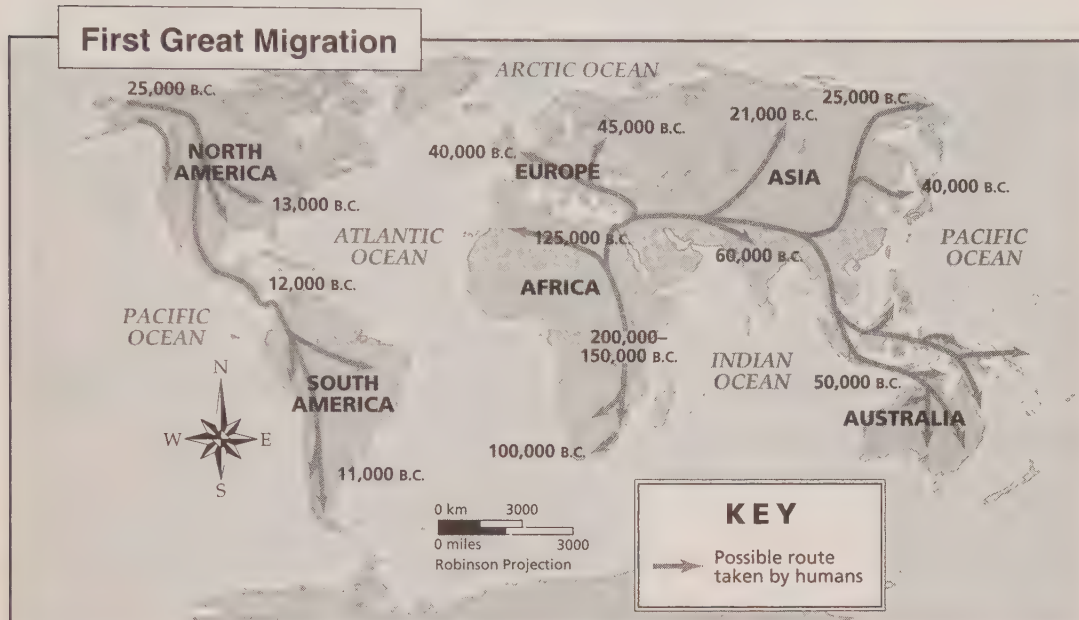 First Great Migration
ARCTIC OCEAN
25,000 B.C.
45,000 B.C.
21,000 B.C.
25,000 B.C.
NORTH
AMERICA
40,000 B.C.
EUROPE
ASIA
40,000 B.C.
13,000 B.C.
ATLANTIC
OCEAN
125,000 B.C.
60,000 B.C.
PACIFIC
OCEAN
12,000 B.C.
AFRICA
PACIFIC
OCEAN
200,000–
150,000 B.C.
INDIAN
OCEAN
50,000 B.C.
SOUTH
AMERICA
AUSTRALIA
N
W
E
S
100,000 B.C.
11,000 B.C.
0 km 3000
0 miles 3000
Robinson Projection
KEY
Possible route
taken by humans